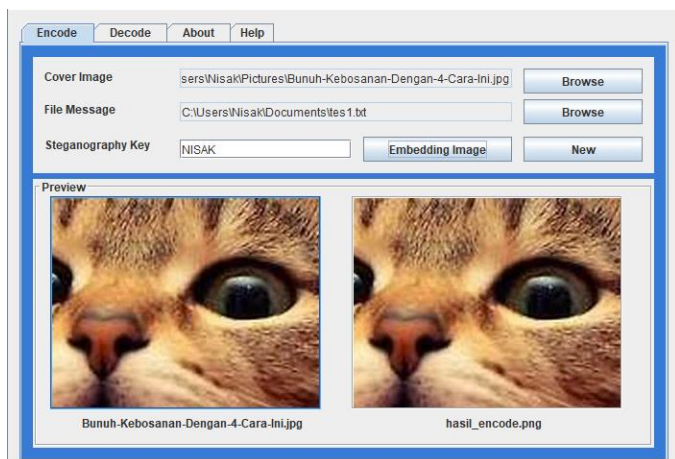 Encode Decode About Help
Cover Image sers\Nisak\Pictures\Bunuh-Kebosanan-Dengan-4-Cara-Ini.jpg Browse
File Message C:\Users\Nisak\Documents\tes1.txt Browse
Steganography Key NISAK Embedding Image New
Preview
Bunuh-Kebosanan-Dengan-4-Cara-Ini.jpg hasil_encode.png